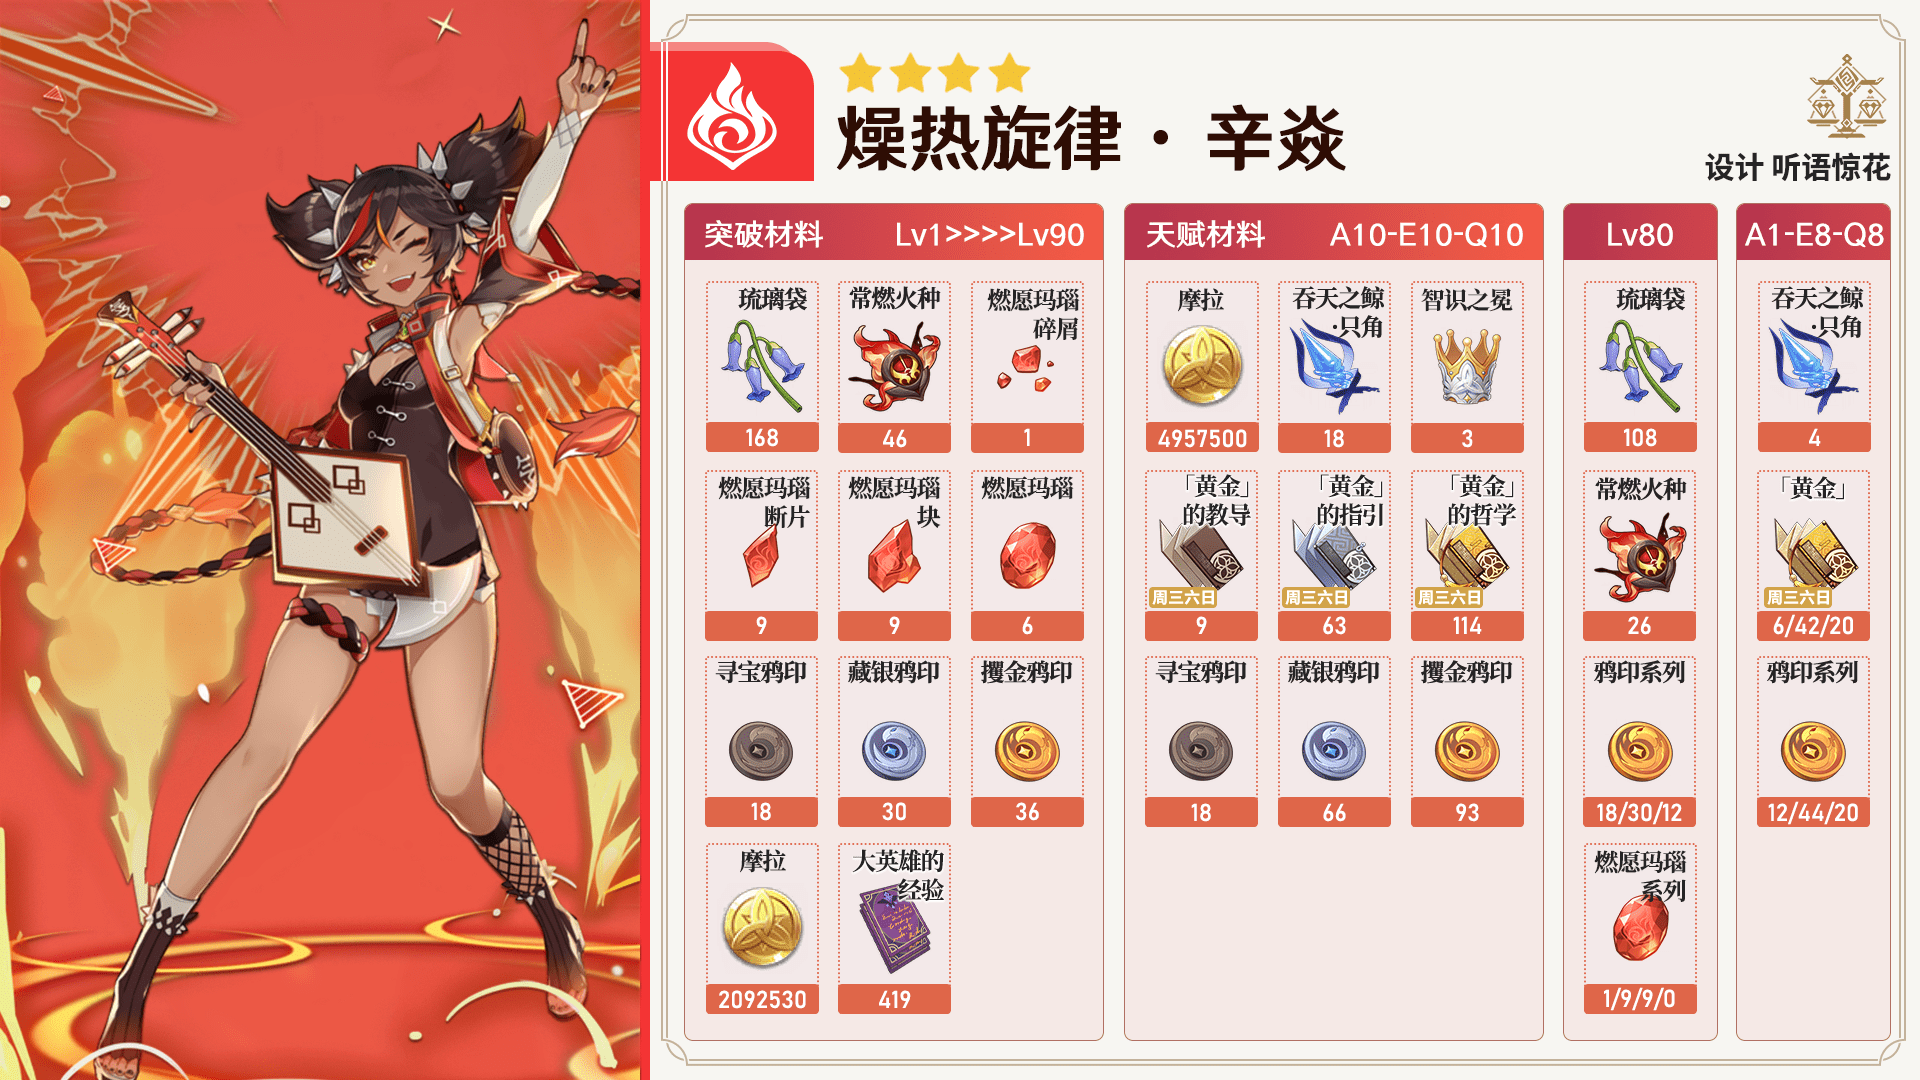 燥热旋律·辛焱
设计 听语惊花
突破材料 Lv1>>>>Lv90
琉璃袋
168
常燃火种
46
燃愿玛瑙
碎屑
1
燃愿玛瑙
断片
9
燃愿玛瑙
块
9
燃愿玛瑙
6
寻宝鸦印
18
藏银鸦印
30
攫金鸦印
36
摩拉
2092530
大英雄的
经验
419
天赋材料 A10-E10-Q10
摩拉
4957500
吞天之鲸
·只角
18
智识之冕
3
「黄金」
的教导
周三六日
9
「黄金」
的指引
周三六日
63
「黄金」
的哲学
周三六日
114
寻宝鸦印
18
藏银鸦印
66
攫金鸦印
93
Lv80
琉璃袋
108
常燃火种
26
鸦印系列
18/30/12
燃愿玛瑙
系列
1/9/9/0
A1-E8-Q8
吞天之鲸
·只角
4
「黄金」
周三六日
6/42/20
鸦印系列
12/44/20